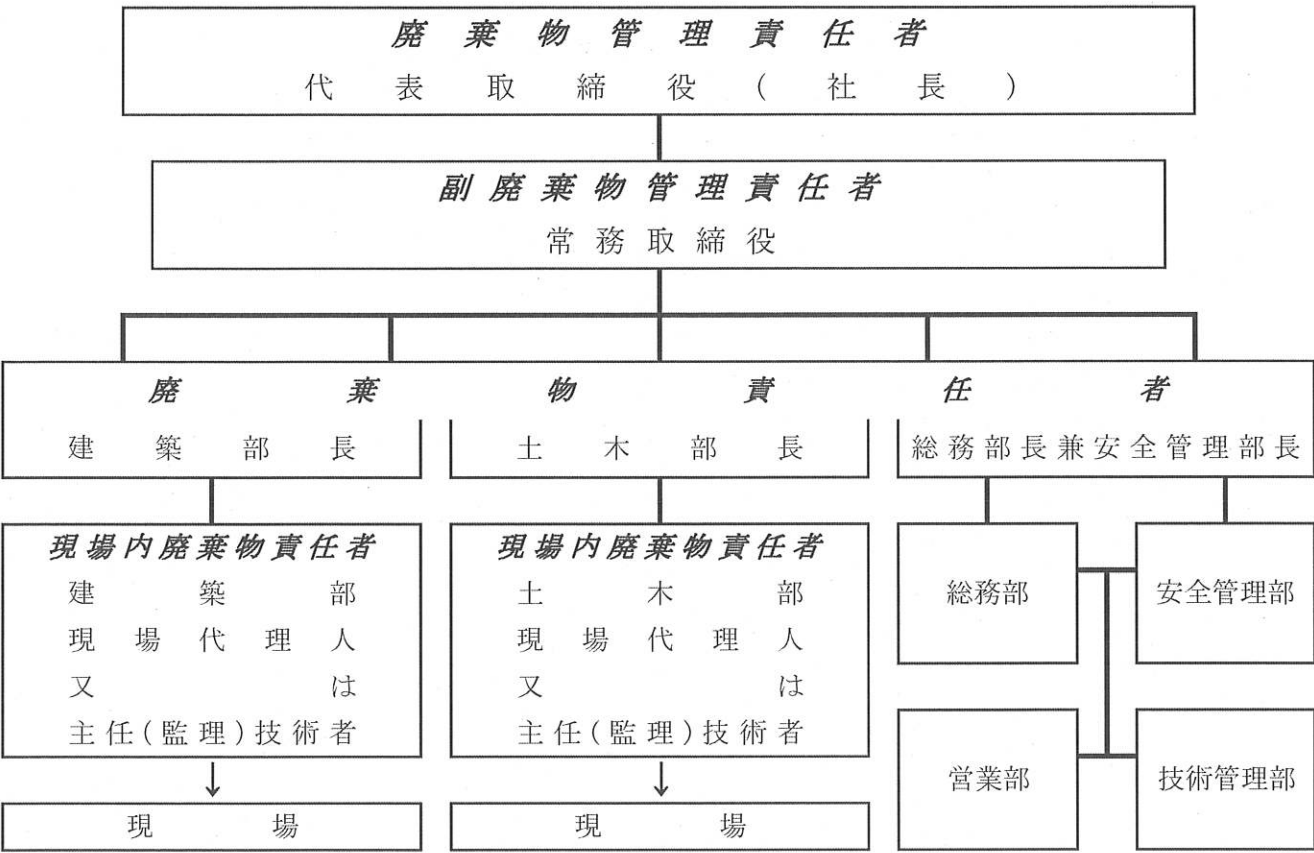 廃棄物管理責任者
代表取締役(社長)
副廃棄物管理責任者
常務取締役
廃棄物責任者
建築部長
土木部長
総務部長兼安全管理部長
現場内廃棄物責任者
建築部
現場代理人
又は
主任(監理)技術者
現場
現場内廃棄物責任者
土木部
現場代理人
又は
主任(監理)技術者
現場
総務部
安全管理部
営業部
技術管理部